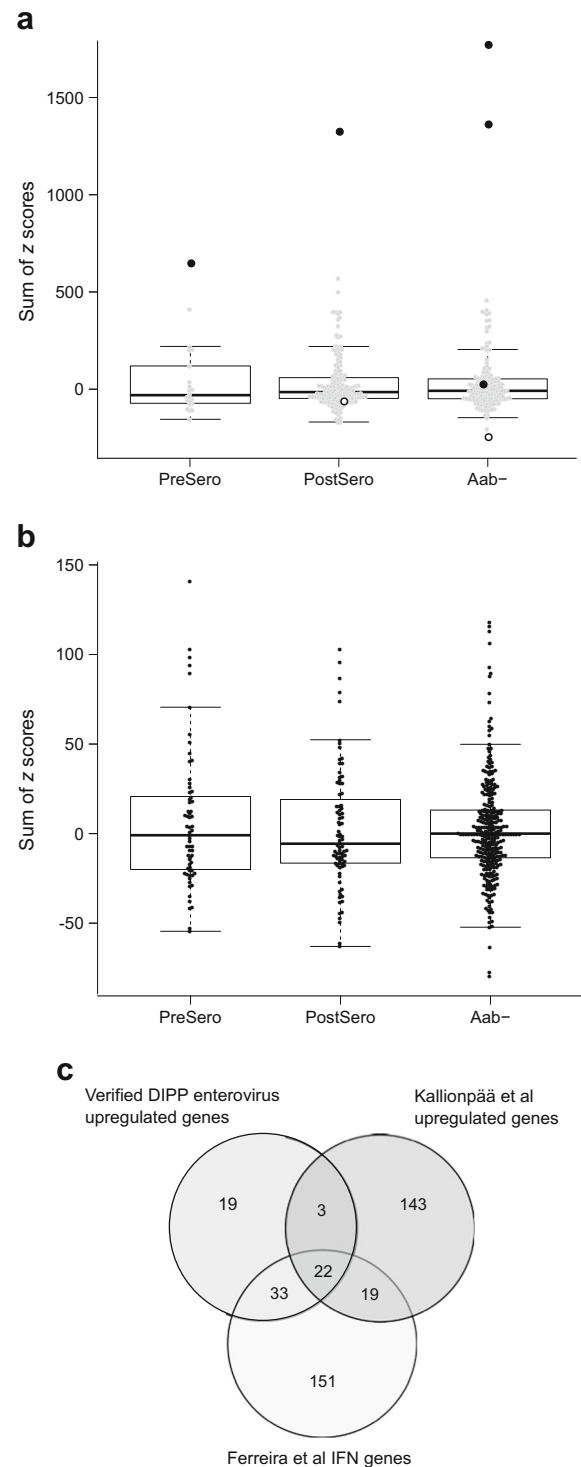 a
1500
1000
500
0
Sum of z scores
PreSero
PostSero
Aab–
b
150
100
50
0
-50
Sum of z scores
PreSero
PostSero
Aab–
c
Verified DIPP enterovirus
upregulated genes
Kallionpää et al
upregulated genes
19
3
143
22
33
19
151
Ferreira et al IFN genes